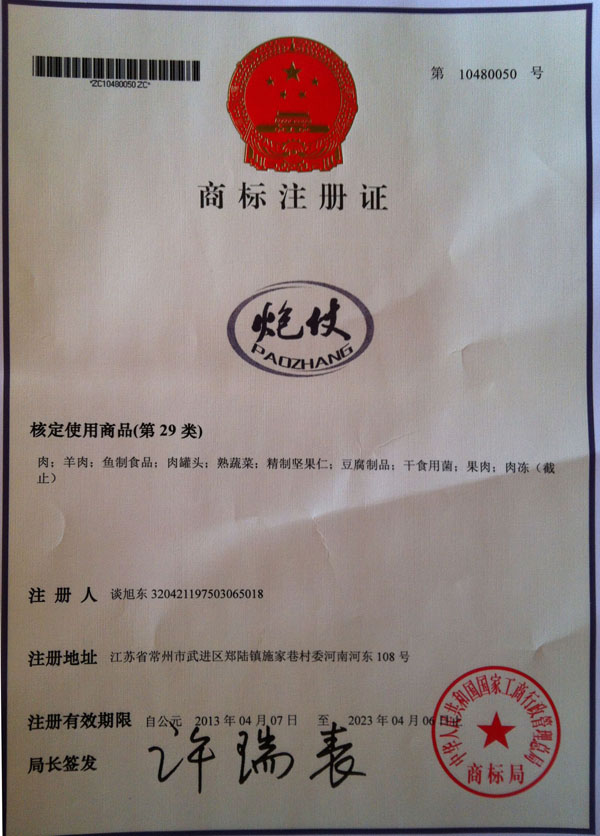 *ZC10480050ZC*
第 10480050 号
商标注册证
炮仗
PAOZHANG
核定使用商品(第 29 类)
肉；羊肉；鱼制食品；肉罐头；熟蔬菜；精制坚果仁；豆腐制品；干食用菌；果肉；肉冻（截
止）
注 册 人 谈旭东 320421197503065018
注册地址 江苏省常州市武进区郑陆镇施家巷村委河南河东 108 号
注册有效期限 自公元 2013 年 04 月 07 日 至 2023 年 04 月 06 日止
局长签发 许瑞表
中华人民共和国国家工商行政管理总局
商标局